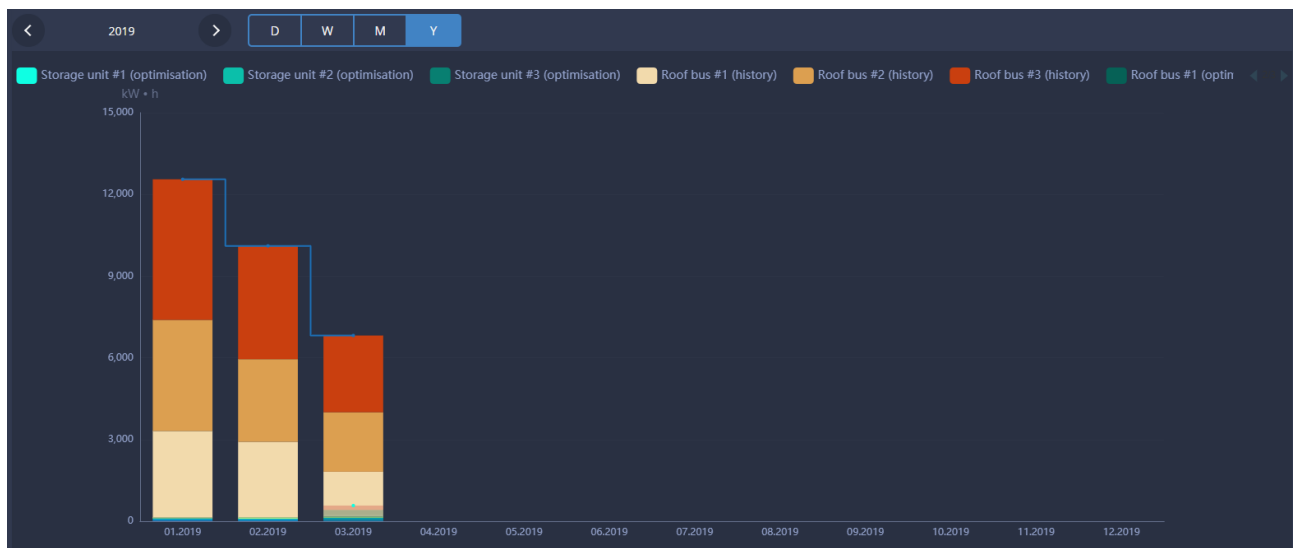 2019 D W M Y
Storage unit #1 (optimisation) Storage unit #2 (optimisation) Storage unit #3 (optimisation) Roof bus #1 (history) Roof bus #2 (history) Roof bus #3 (history) Roof bus #1 (optin
kW • h
15,000
12,000
9,000
6,000
3,000
0
01.2019 02.2019 03.2019 04.2019 05.2019 06.2019 07.2019 08.2019 09.2019 10.2019 11.2019 12.2019